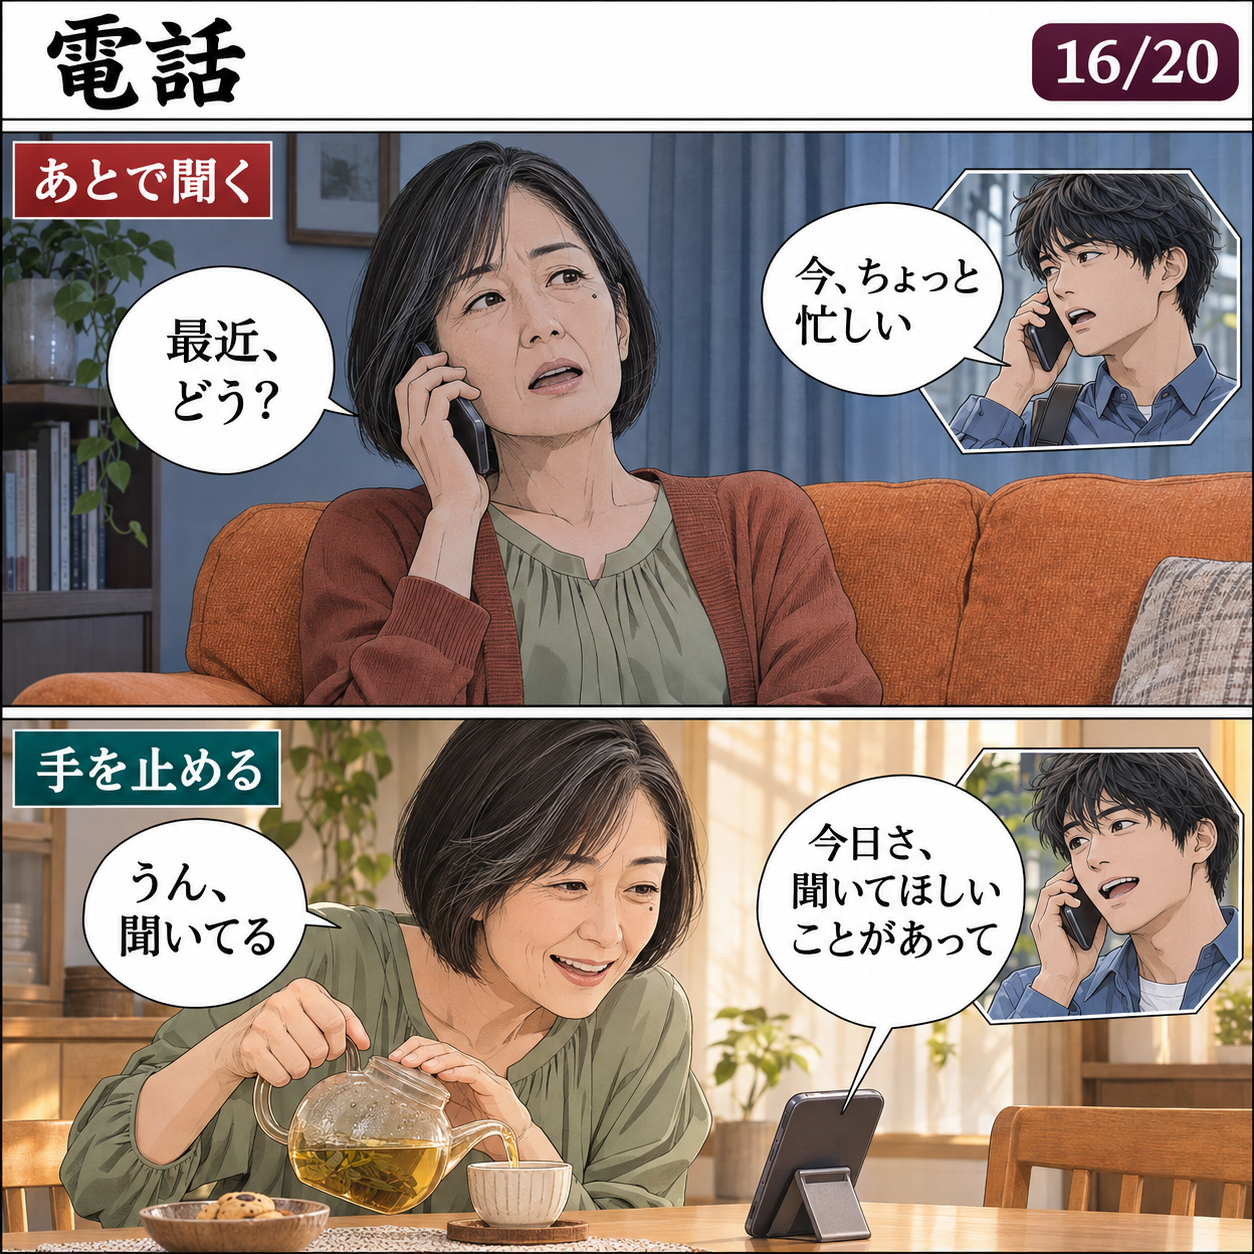 電話
16/20
あとで聞く
最近、
どう？
今、ちょっと
忙しい
手を止める
うん、
聞いてる
今日さ、
聞いてほしい
ことがあって